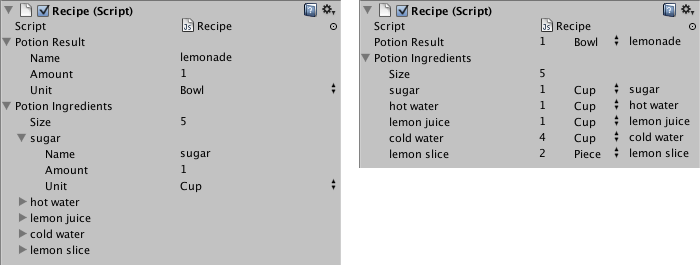 Recipe (Script)
Script Recipe
Potion Result
Name lemonade
Amount 1
Unit Bowl
Potion Ingredients
Size 5
sugar
Name sugar
Amount 1
Unit Cup
hot water
lemon juice
cold water
lemon slice
Recipe (Script)
Script Recipe
Potion Result 1 Bowl lemonade
Potion Ingredients
Size 5
sugar 1 Cup sugar
hot water 1 Cup hot water
lemon juice 1 Cup lemon juice
cold water 4 Cup cold water
lemon slice 2 Piece lemon slice